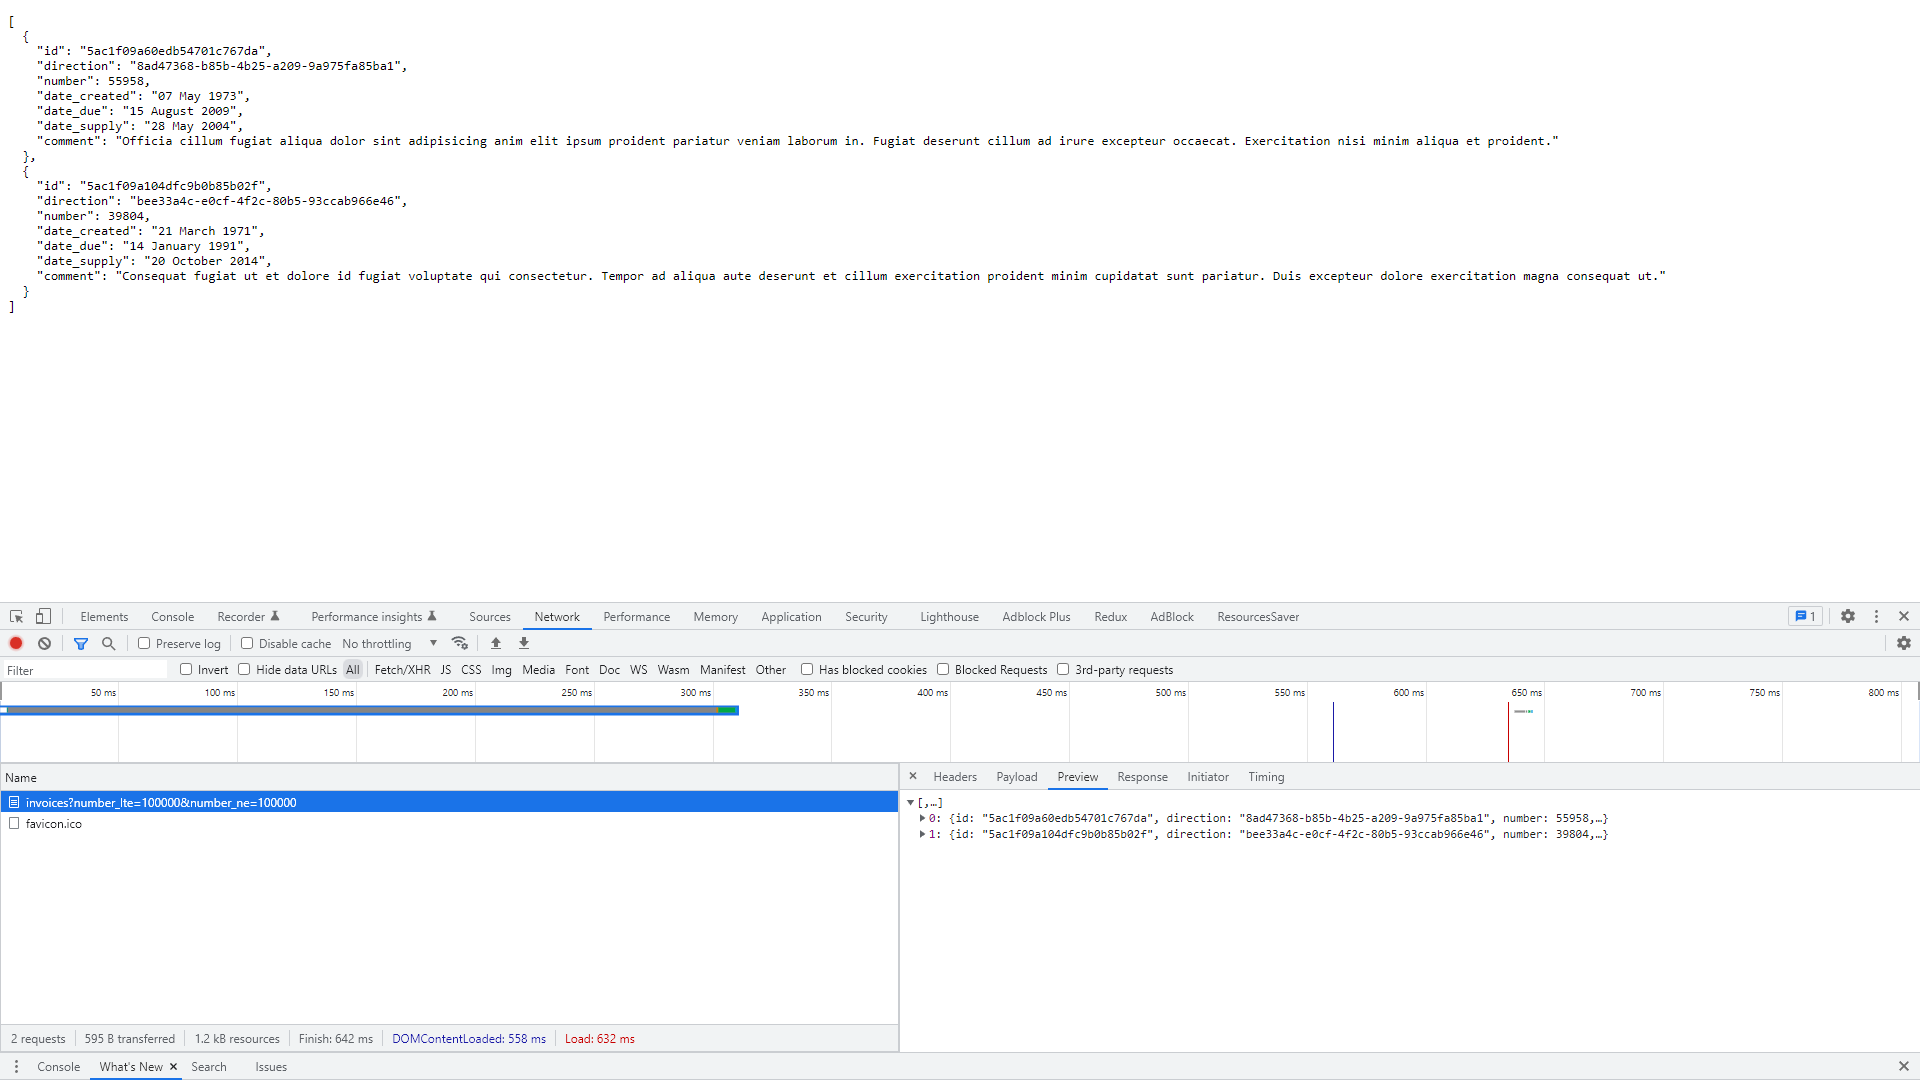 [
  {
    "id": "5ac1f09a60edb54701c767da",
    "direction": "8ad47368-b85b-4b25-a209-9a975fa85ba1",
    "number": 55958,
    "date_created": "07 May 1973",
    "date_due": "15 August 2009",
    "date_supply": "28 May 2004",
    "comment": "Officia cillum fugiat aliqua dolor sint adipisicing anim elit ipsum proident pariatur veniam laborum in. Fugiat deserunt cillum ad irure excepteur occaecat. Exercitation nisi minim aliqua et proident."
  },
  {
    "id": "5ac1f09a104dfc9b0b85b02f",
    "direction": "bee33a4c-e0cf-4f2c-80b5-93ccab966e46",
    "number": 39804,
    "date_created": "21 March 1971",
    "date_due": "14 January 1991",
    "date_supply": "20 October 2014",
    "comment": "Consequat fugiat ut et dolore id fugiat voluptate qui consectetur. Tempor ad aliqua aute deserunt et cillum exercitation proident minim cupidatat sunt pariatur. Duis excepteur dolore exercitation magna consequat ut."
  }
]
Elements Console Recorder Performance insights Sources Network Performance Memory Application Security Lighthouse Adblock Plus Redux AdBlock ResourcesSaver 1
Preserve log Disable cache No throttling
Filter Invert Hide data URLs All Fetch/XHR JS CSS Img Media Font Doc WS Wasm Manifest Other Has blocked cookies Blocked Requests 3rd-party requests
50 ms 100 ms 150 ms 200 ms 250 ms 300 ms 350 ms 400 ms 450 ms 500 ms 550 ms 600 ms 650 ms 700 ms 750 ms 800 ms
Name
invoices?number_lte=100000&number_ne=100000
favicon.ico
Headers Payload Preview Response Initiator Timing
[,…]
0: {id: "5ac1f09a60edb54701c767da", direction: "8ad47368-b85b-4b25-a209-9a975fa85ba1", number: 55958,…}
1: {id: "5ac1f09a104dfc9b0b85b02f", direction: "bee33a4c-e0cf-4f2c-80b5-93ccab966e46", number: 39804,…}
2 requests 595 B transferred 1.2 kB resources Finish: 642 ms DOMContentLoaded: 558 ms Load: 632 ms
Console What's New Search Issues